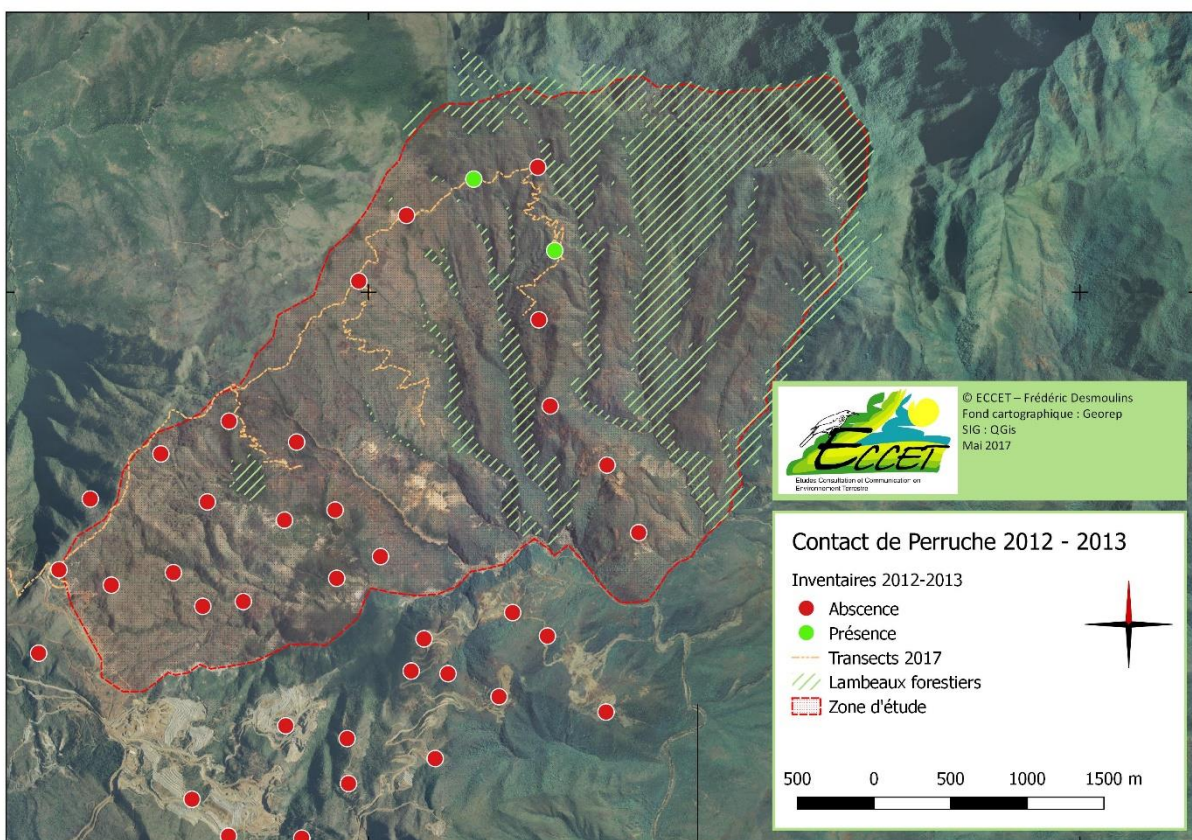 © ECCET – Frédéric Desmoulins
Fond cartographique : Georep
SIG : QGis
Mai 2017
ECCET
Etudes Consultation et Communication en
Environnement Terrestre
Contact de Perruche 2012 - 2013
Inventaires 2012-2013
Abscence
Présence
Transects 2017
Lambeaux forestiers
Zone d'étude
500 0 500 1000 1500 m